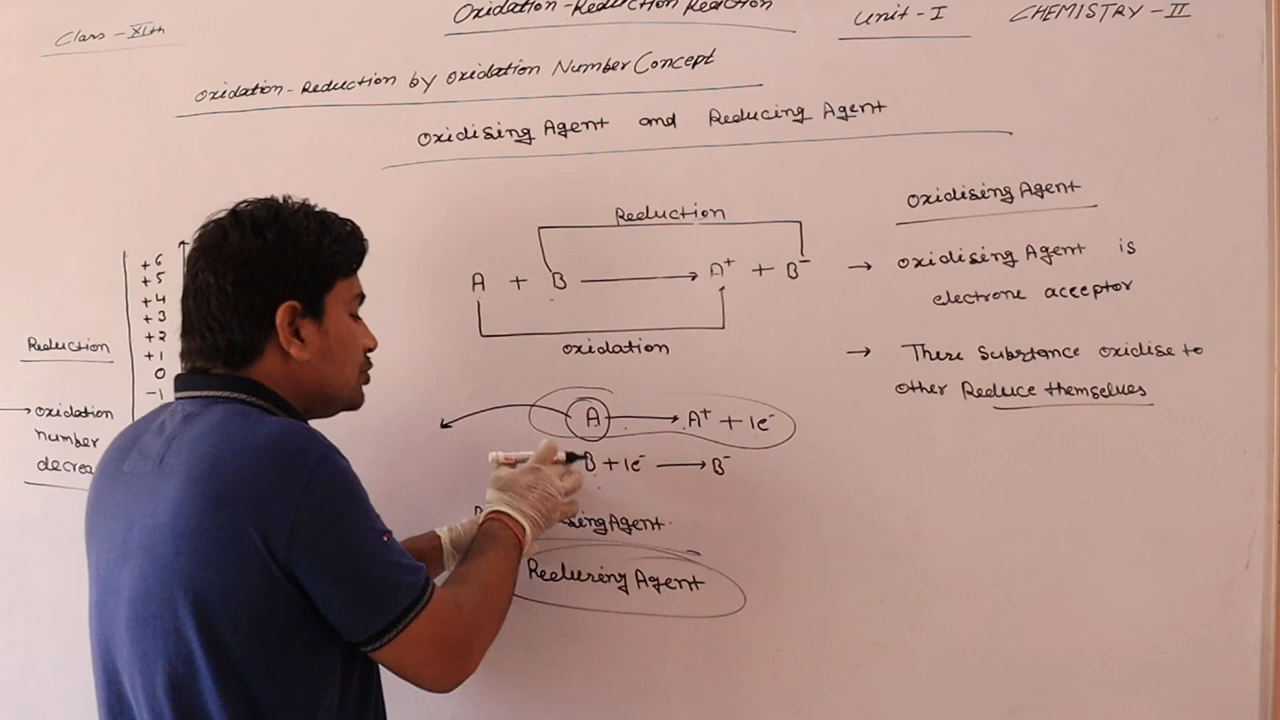 Class - XIth
Oxidation-Reduction Reaction
Unit - I
CHEMISTRY - II
Oxidation-Reduction by Oxidation Number Concept
Oxidising Agent and Reducing Agent
Reduction
A + B → A⁺ + B⁻
oxidation
A → A⁺ + 1e⁻
B + 1e⁻ → B⁻
Agent
Reducing Agent
Oxidising Agent
→ oxidising Agent is
electrone acceptor
→ There Substance oxidise to
other Reduce themselves
+6
+5
+4
+3
+2
+1
0
-1
Reduction
→ oxidation
number